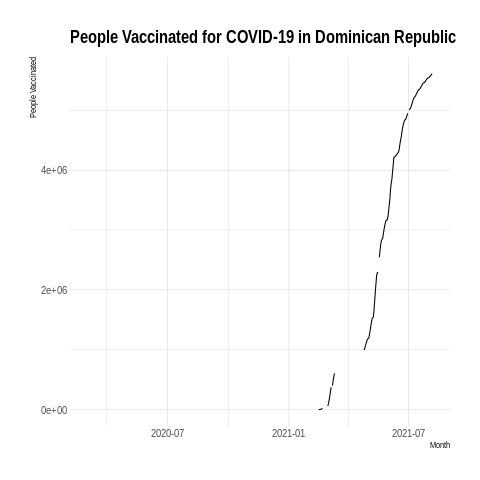 People Vaccinated for COVID-19 in Dominican Republic
People Vaccinated
4e+06
2e+06
0e+00
2020-07 2021-01 2021-07
Month